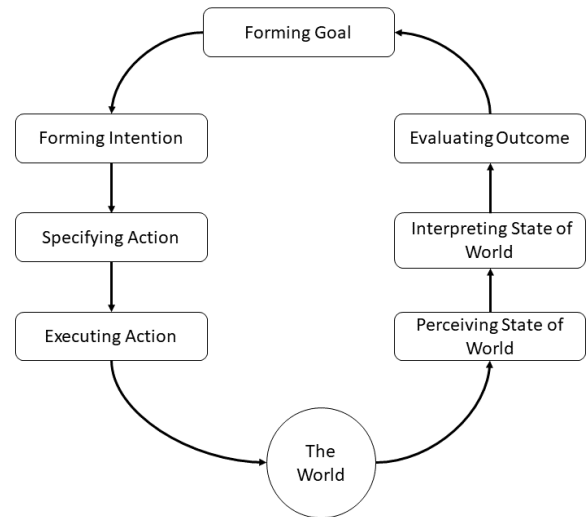 Forming Goal
Forming Intention
Evaluating Outcome
Specifying Action
Interpreting State of
World
Executing Action
Perceiving State of
World
The
World